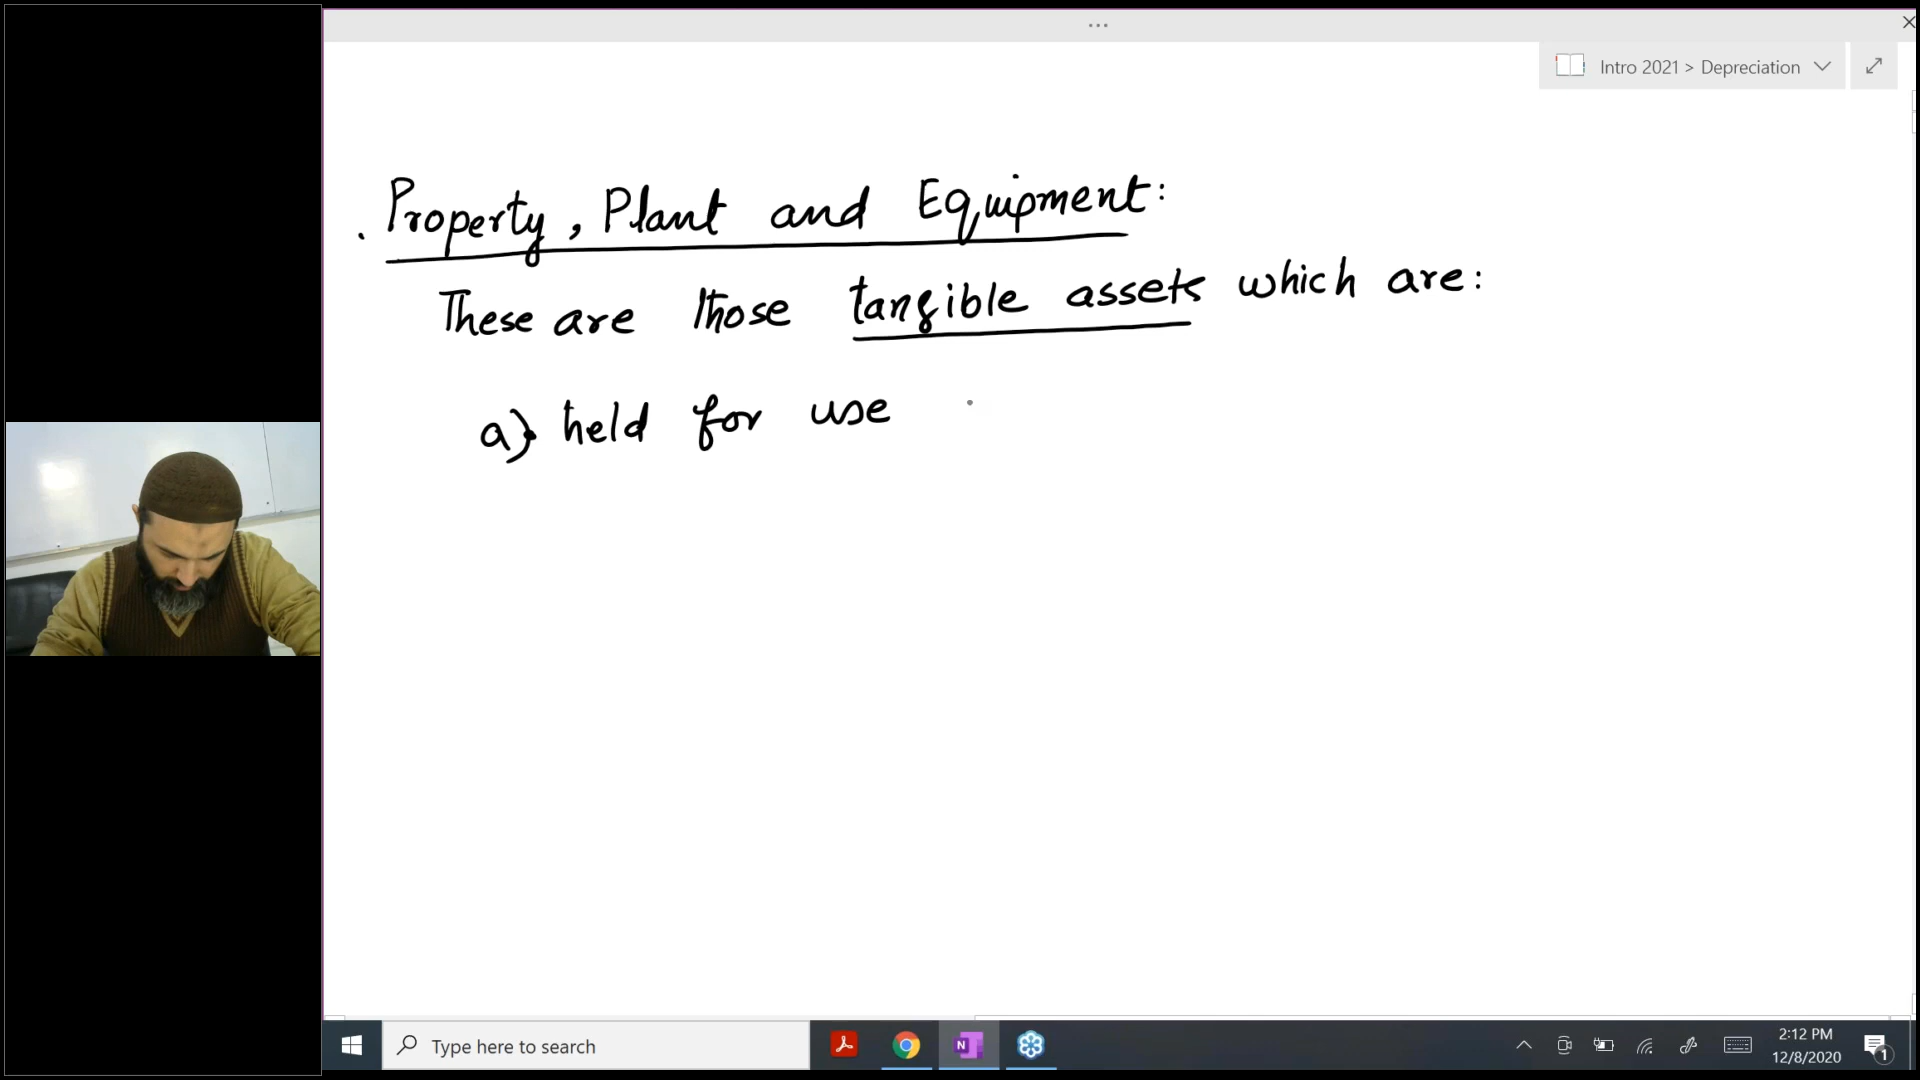 Intro 2021 > Depreciation
Property, Plant and Equipment:
These are those tangible assets which are:
a) held for use
Type here to search
N
2:12 PM
12/8/2020
1